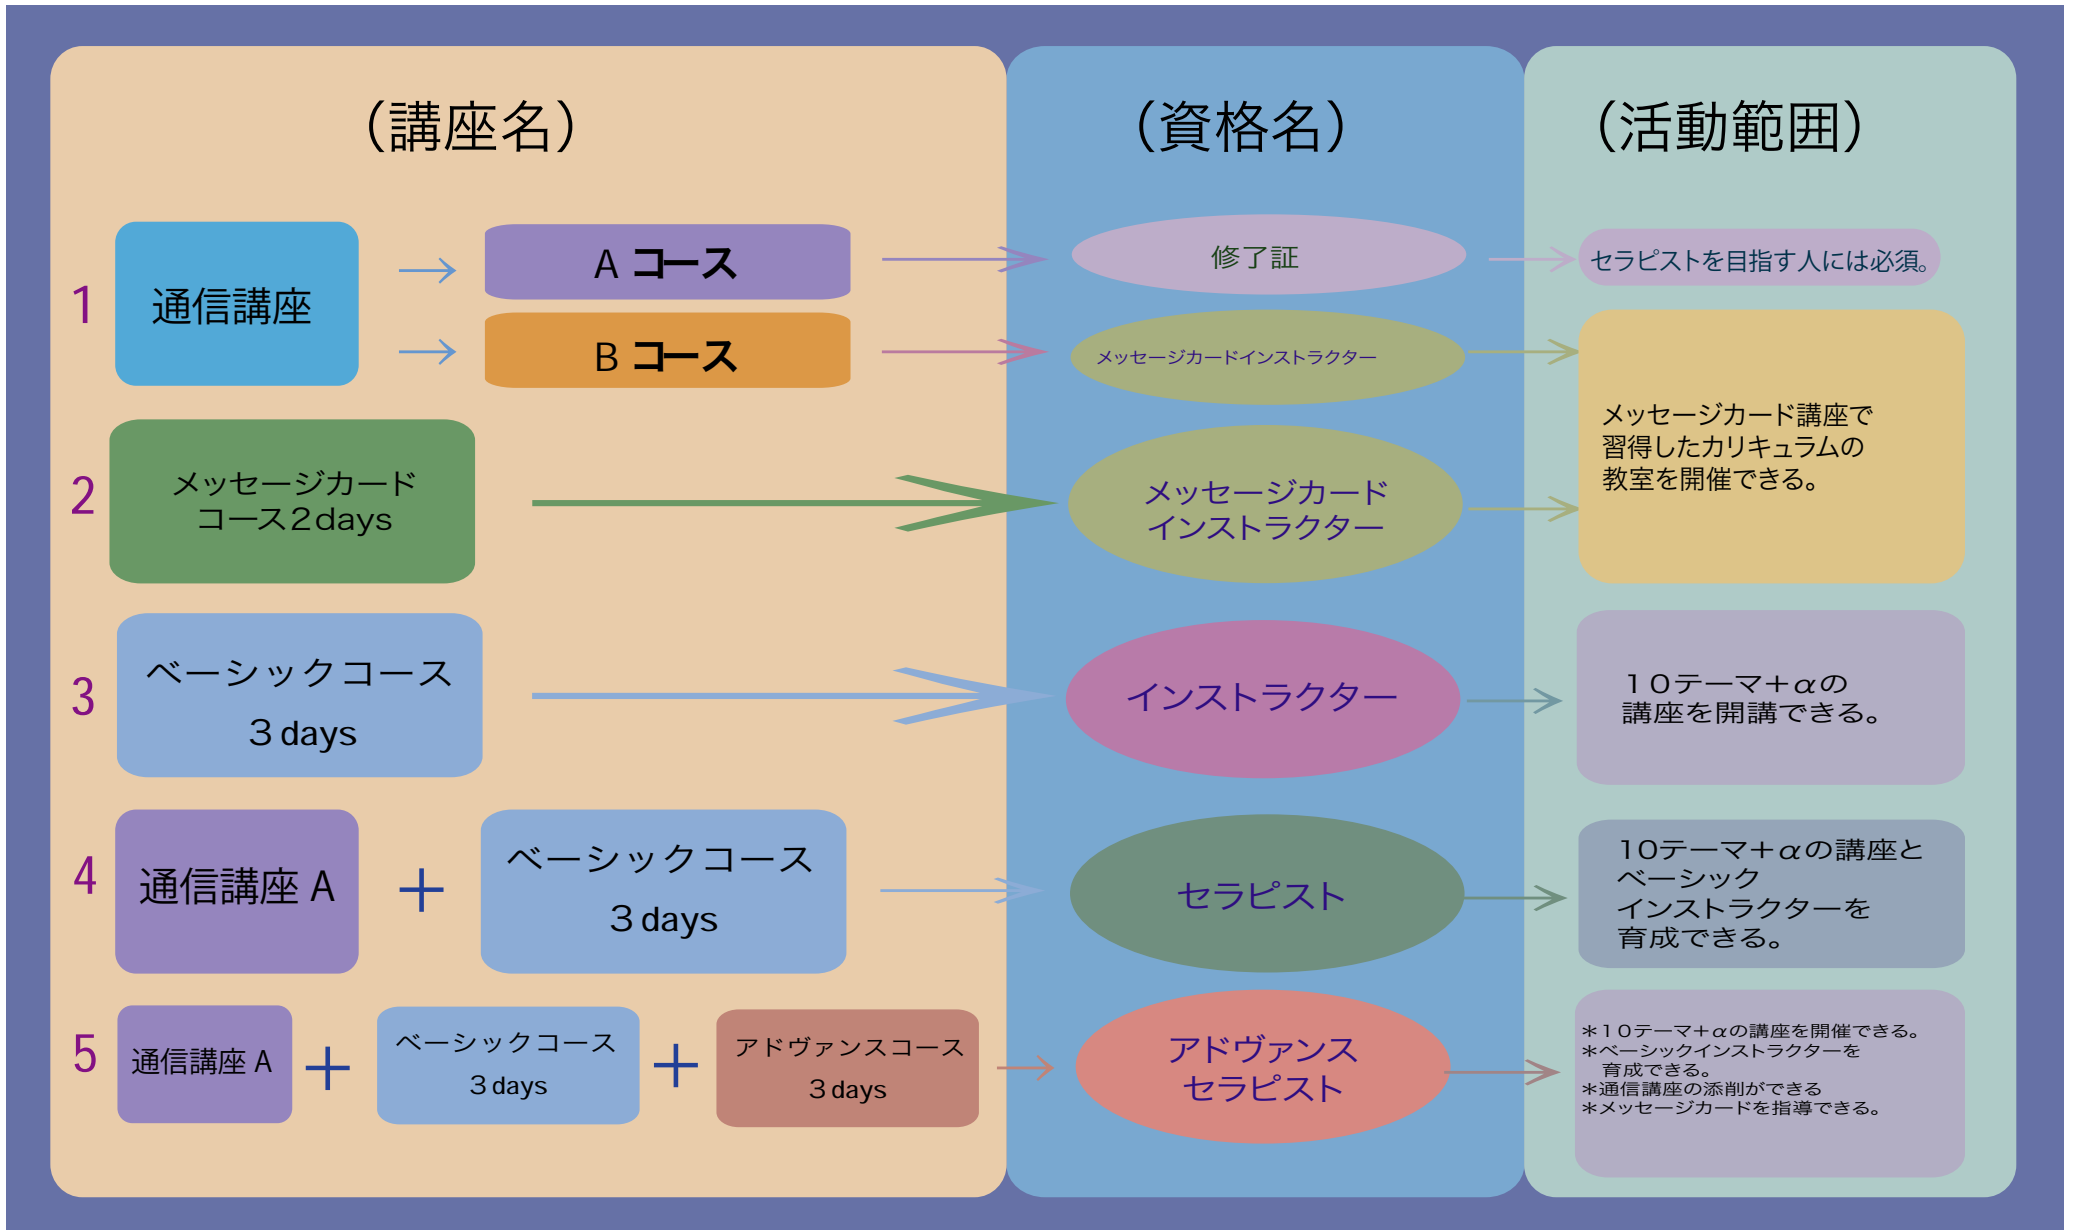 （講座名）
（資格名）
（活動範囲）
1
通信講座
A コース
修了証
セラピストを目指す人には必須。
B コース
メッセージカードインストラクター
メッセージカード講座で
習得したカリキュラムの
教室を開催できる。
2
メッセージカード
コース２days
メッセージカード
インストラクター
3
ベーシックコース
３days
インストラクター
１０テーマ＋αの
講座を開講できる。
4
通信講座 A
＋
ベーシックコース
３days
セラピスト
１０テーマ＋αの講座と
ベーシック
インストラクターを
育成できる。
5
通信講座 A
＋
ベーシックコース
３days
＋
アドヴァンスコース
３days
アドヴァンス
セラピスト
＊１０テーマ＋αの講座を開催できる。
＊ベーシックインストラクターを
育成できる。
＊通信講座の添削ができる
＊メッセージカードを指導できる。